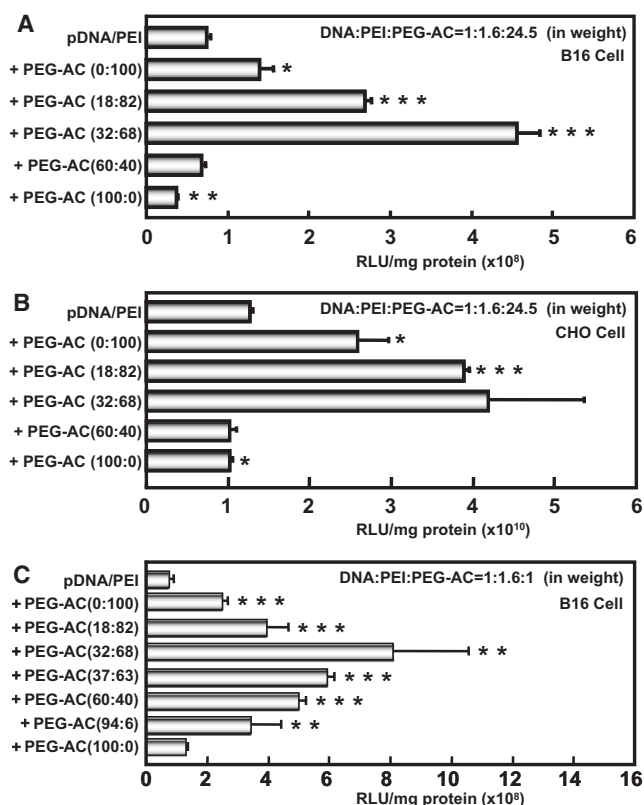 A
pDNA/PEI
DNA:PEI:PEG-AC=1:1.6:24.5 (in weight)
B16 Cell
+ PEG-AC (0:100)
*
+ PEG-AC (18:82)
* * *
+ PEG-AC (32:68)
* * *
+ PEG-AC(60:40)
+ PEG-AC (100:0)
* *
0 1 2 3 4 5 6
RLU/mg protein (x10⁸)
B
pDNA/PEI
DNA:PEI:PEG-AC=1:1.6:24.5 (in weight)
CHO Cell
+ PEG-AC (0:100)
*
+ PEG-AC (18:82)
* * *
+ PEG-AC (32:68)
+ PEG-AC(60:40)
+ PEG-AC (100:0)
*
0 1 2 3 4 5 6
RLU/mg protein (x10¹⁰)
C
pDNA/PEI
DNA:PEI:PEG-AC=1:1.6:1 (in weight)
B16 Cell
+PEG-AC(0:100)
* * *
+PEG-AC(18:82)
* * *
+PEG-AC(32:68)
* *
+PEG-AC(37:63)
* * *
+PEG-AC(60:40)
* * *
+PEG-AC(94:6)
* *
+PEG-AC(100:0)
0 2 4 6 8 10 12 14 16
RLU/mg protein (x10⁸)